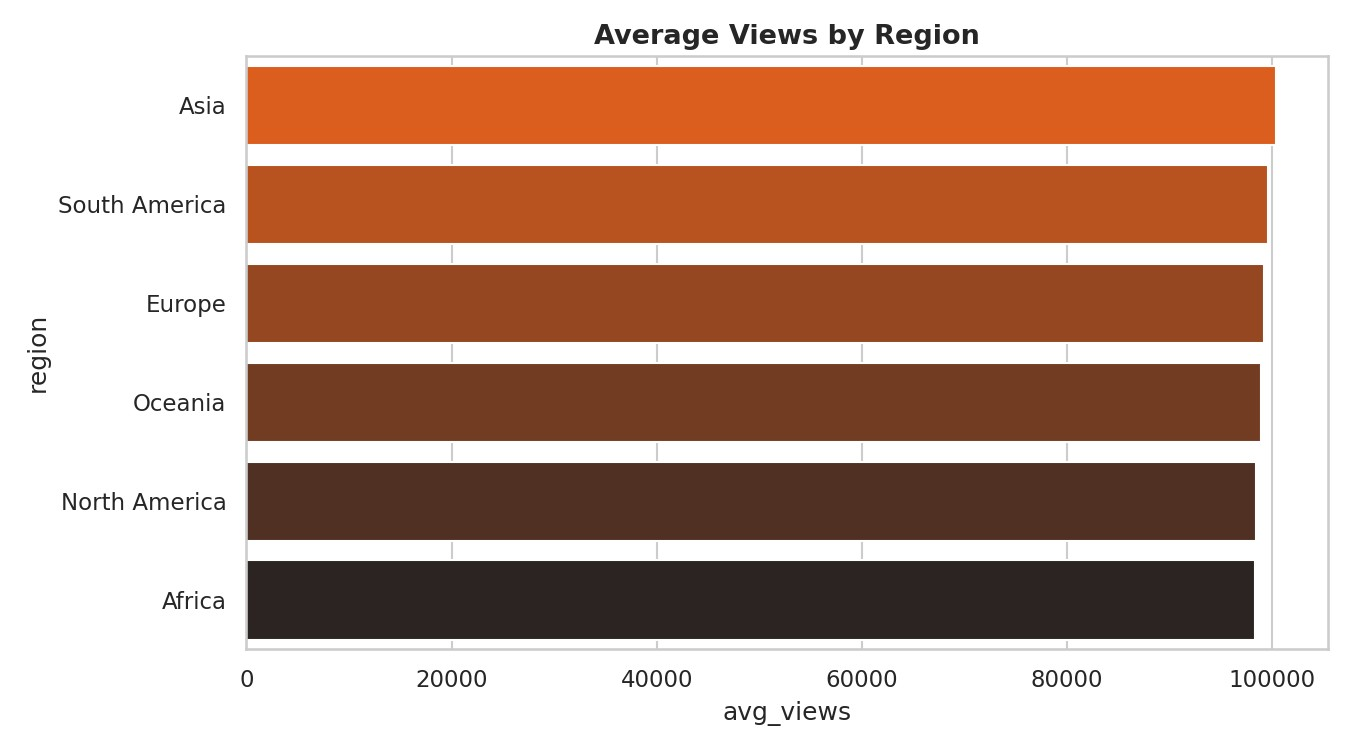 Average Views by Region
Asia
South America
Europe
Oceania
North America
Africa
region
0 20000 40000 60000 80000 100000
avg_views